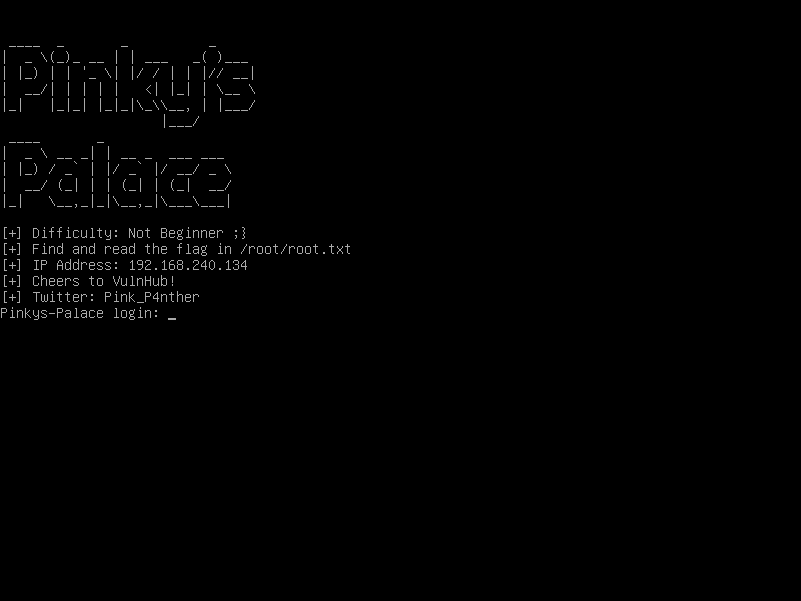 Pinky's
Palace
[+] Difficulty: Not Beginner ;}
[+] Find and read the flag in /root/root.txt
[+] IP Address: 192.168.240.134
[+] Cheers to VulnHub!
[+] Twitter: Pink_P4nther
Pinkys-Palace login: _